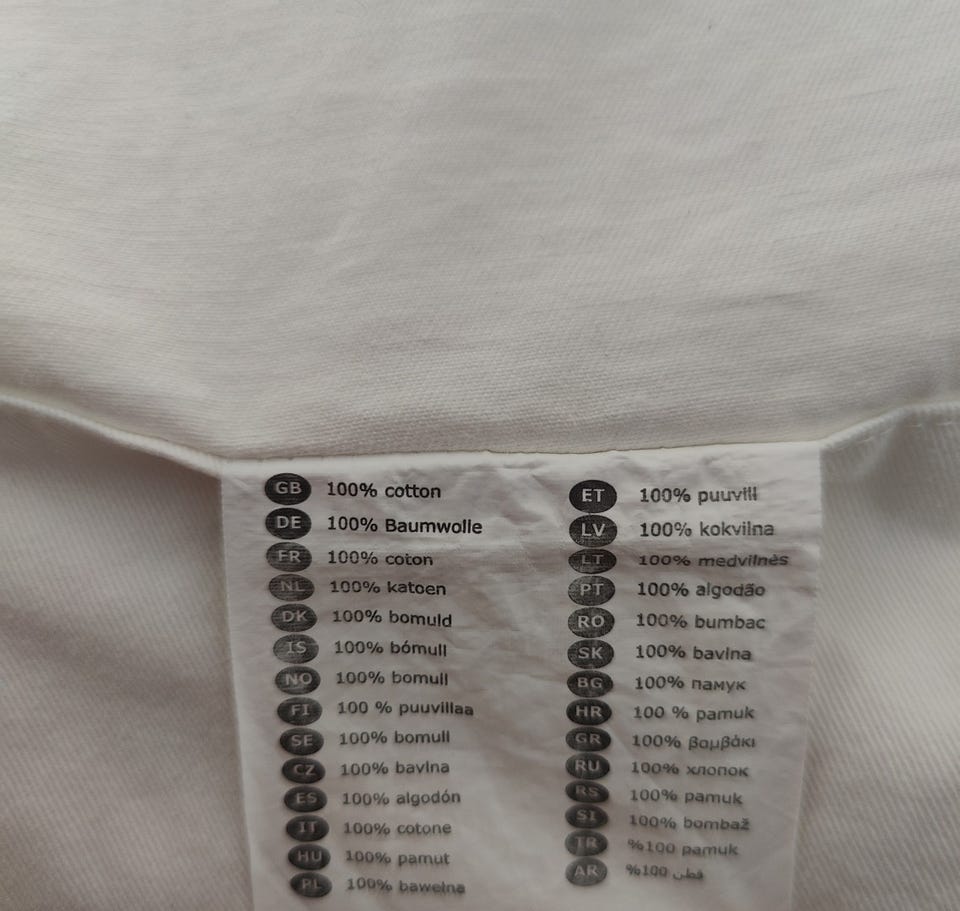 GB 100% cotton
DE 100% Baumwolle
FR 100% coton
NL 100% katoen
DK 100% bomuld
IS 100% bómull
NO 100% bomull
FI 100 % puuvillaa
SE 100% bomull
CZ 100% bavlna
ES 100% algodón
IT 100% cotone
HU 100% pamut
PL 100% bawełna
ET 100% puuvill
LV 100% kokvilna
LT 100% medvilnės
PT 100% algodão
RO 100% bumbac
SK 100% bavlna
BG 100% памук
HR 100 % pamuk
GR 100% βαμβάκι
RU 100% хлопок
RS 100% pamuk
SI 100% bombaž
TR %100 pamuk
AR %100 قطن